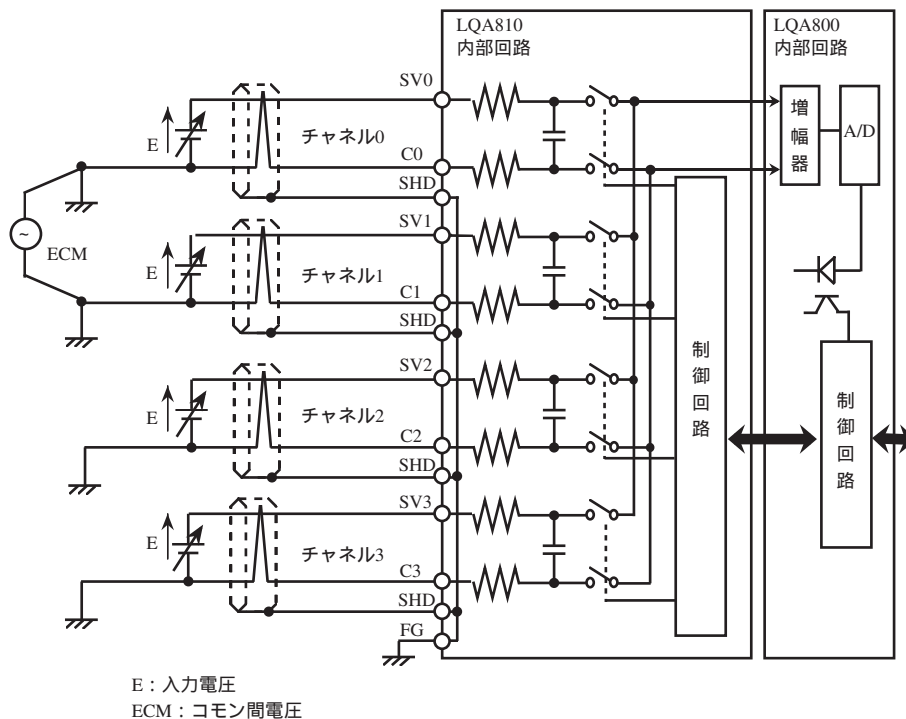 LQA810
内部回路
LQA800
内部回路
SV0
E
チャネル0
C0
SHD
増幅器
A/D
ECM
SV1
E
チャネル1
C1
SHD
SV2
E
チャネル2
C2
SHD
制御回路
制御回路
SV3
E
チャネル3
C3
SHD
FG
E：入力電圧
ECM：コモン間電圧